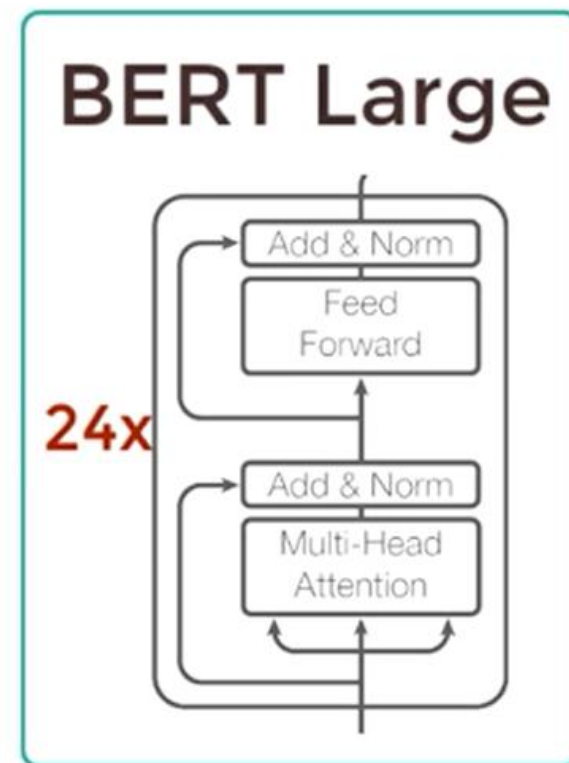 BERT Large
Add & Norm
Feed
Forward
24x
Add & Norm
Multi-Head
Attention